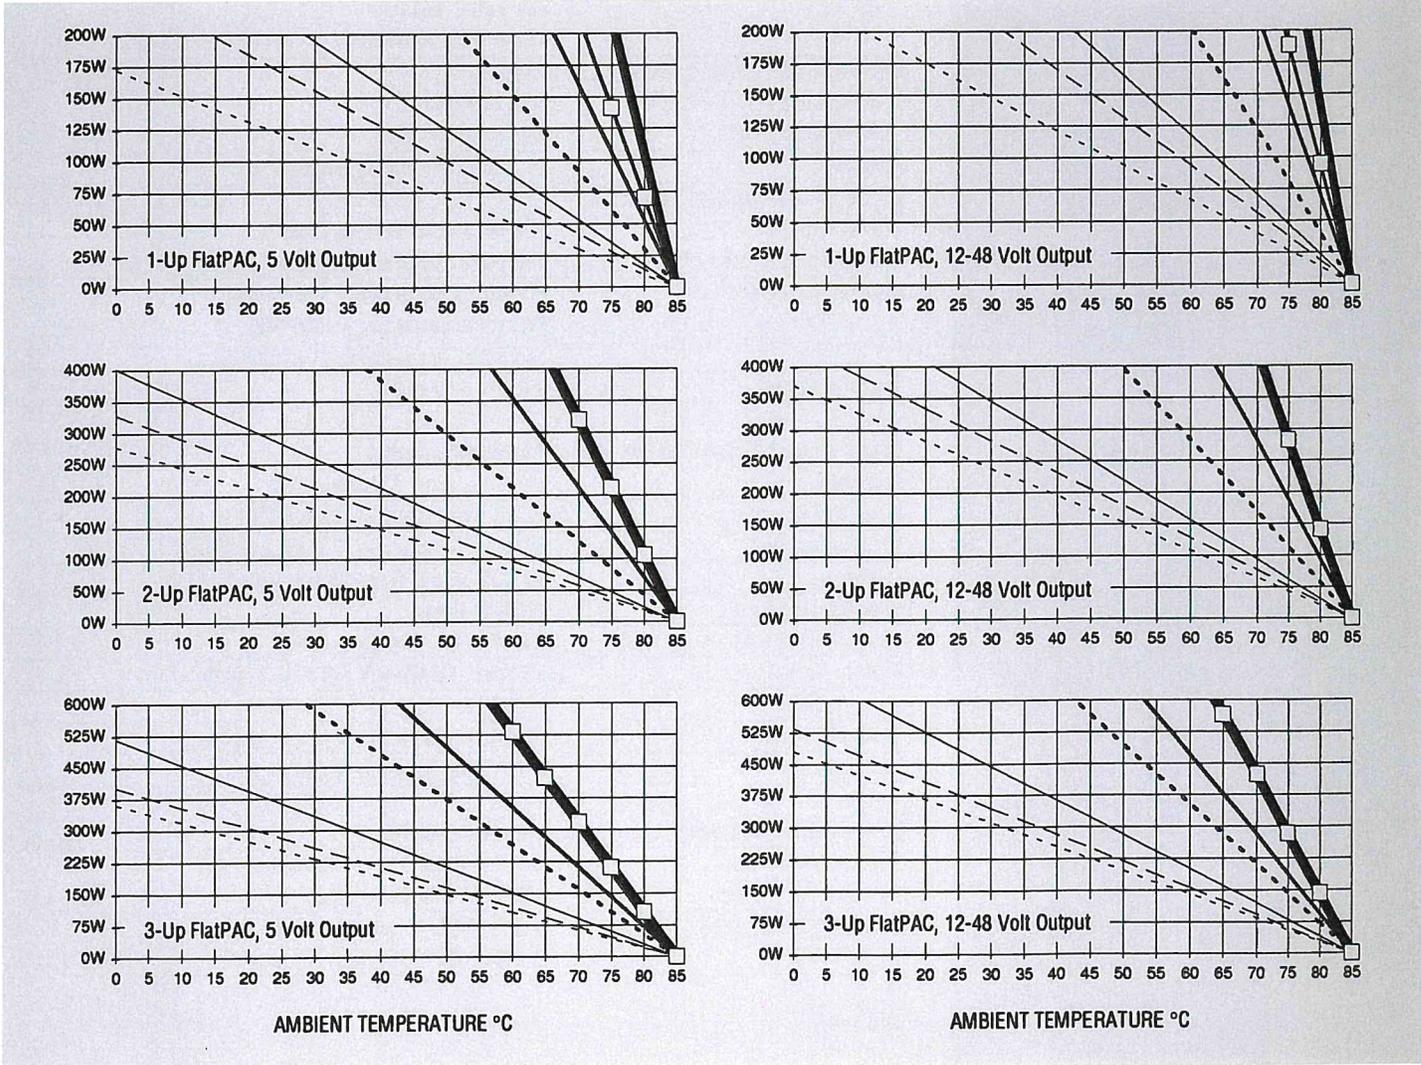 200W
175W
150W
125W
100W
75W
50W
25W
0W
1-Up FlatPAC, 5 Volt Output
0 5 10 15 20 25 30 35 40 45 50 55 60 65 70 75 80 85
200W
175W
150W
125W
100W
75W
50W
25W
0W
1-Up FlatPAC, 12-48 Volt Output
0 5 10 15 20 25 30 35 40 45 50 55 60 65 70 75 80 85
400W
350W
300W
250W
200W
150W
100W
50W
0W
2-Up FlatPAC, 5 Volt Output
0 5 10 15 20 25 30 35 40 45 50 55 60 65 70 75 80 85
400W
350W
300W
250W
200W
150W
100W
50W
0W
2-Up FlatPAC, 12-48 Volt Output
0 5 10 15 20 25 30 35 40 45 50 55 60 65 70 75 80 85
600W
525W
450W
375W
300W
225W
150W
75W
0W
3-Up FlatPAC, 5 Volt Output
0 5 10 15 20 25 30 35 40 45 50 55 60 65 70 75 80 85
AMBIENT TEMPERATURE ºC
600W
525W
450W
375W
300W
225W
150W
75W
0W
3-Up FlatPAC, 12-48 Volt Output
0 5 10 15 20 25 30 35 40 45 50 55 60 65 70 75 80 85
AMBIENT TEMPERATURE ºC